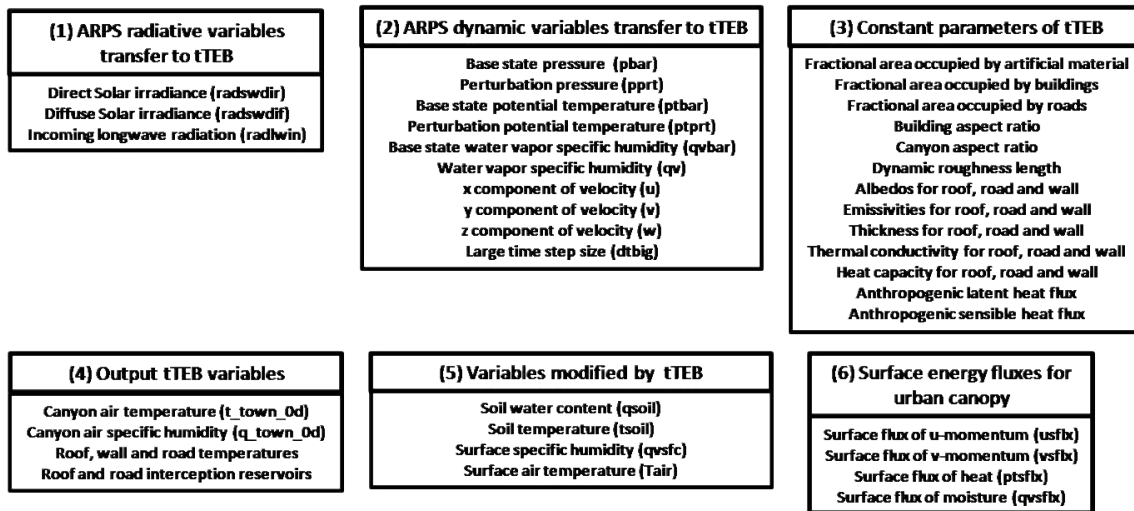 (1) ARPS radiative variables
transfer to tTEB
Direct Solar irradiance (radswdir)
Diffuse Solar irradiance (radswdif)
Incoming longwave radiation (radlwin)
(2) ARPS dynamic variables transfer to tTEB
Base state pressure (pbar)
Perturbation pressure (pprt)
Base state potential temperature (ptbar)
Perturbation potential temperature (ptprt)
Base state water vapor specific humidity (qvbar)
Water vapor specific humidity (qv)
x component of velocity (u)
y component of velocity (v)
z component of velocity (w)
Large time step size (dtbig)
(3) Constant parameters of tTEB
Fractional area occupied by artificial material
Fractional area occupied by buildings
Fractional area occupied by roads
Building aspect ratio
Canyon aspect ratio
Dynamic roughness length
Albedos for roof, road and wall
Emissivities for roof, road and wall
Thickness for roof, road and wall
Thermal conductivity for roof, road and wall
Heat capacity for roof, road and wall
Anthropogenic latent heat flux
Anthropogenic sensible heat flux
(4) Output tTEB variables
Canyon air temperature (t_town_0d)
Canyon air specific humidity (q_town_0d)
Roof, wall and road temperatures
Roof and road interception reservoirs
(5) Variables modified by tTEB
Soil water content (qsoil)
Soil temperature (tsoil)
Surface specific humidity (qvsfc)
Surface air temperature (Tair)
(6) Surface energy fluxes for
urban canopy
Surface flux of u-momentum (usflx)
Surface flux of v-momentum (vsflx)
Surface flux of heat (ptsflx)
Surface flux of moisture (qvsflx)